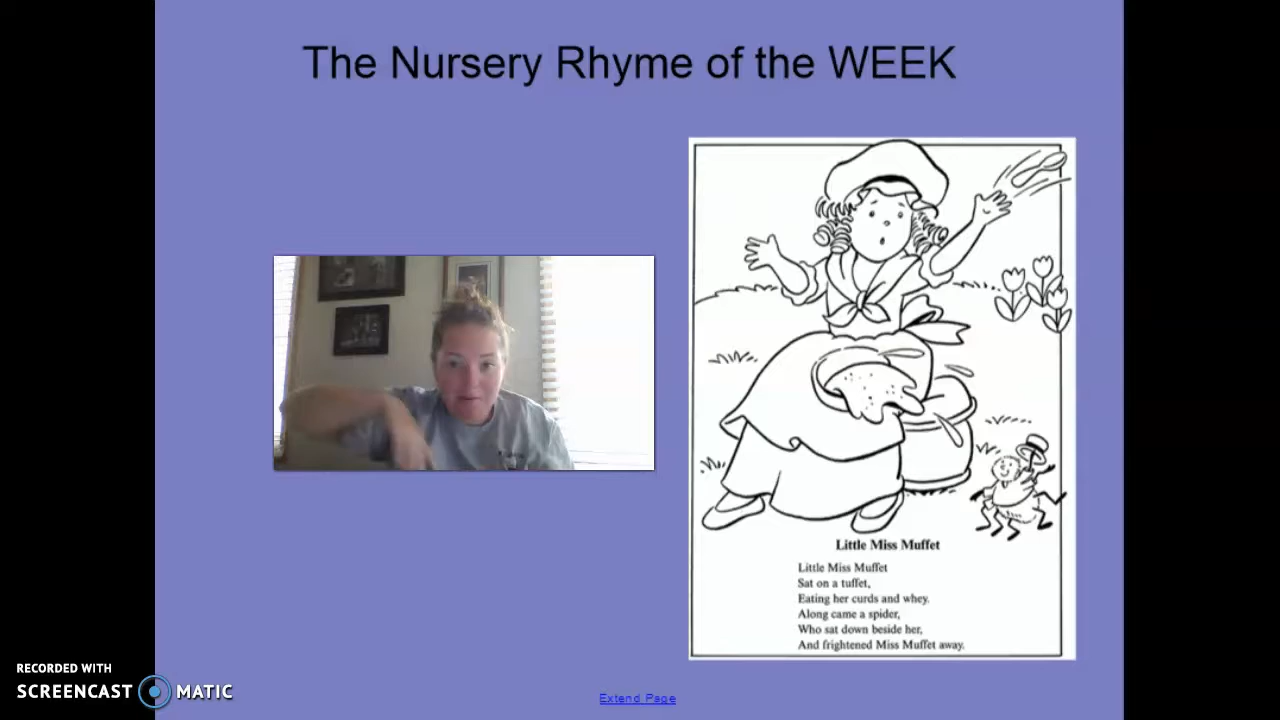 The Nursery Rhyme of the WEEK
Little Miss Muffet
Little Miss Muffet
Sat on a tuffet,
Eating her curds and whey.
Along came a spider,
Who sat down beside her,
And frightened Miss Muffet away.
RECORDED WITH
SCREENCAST MATIC
Extend Page